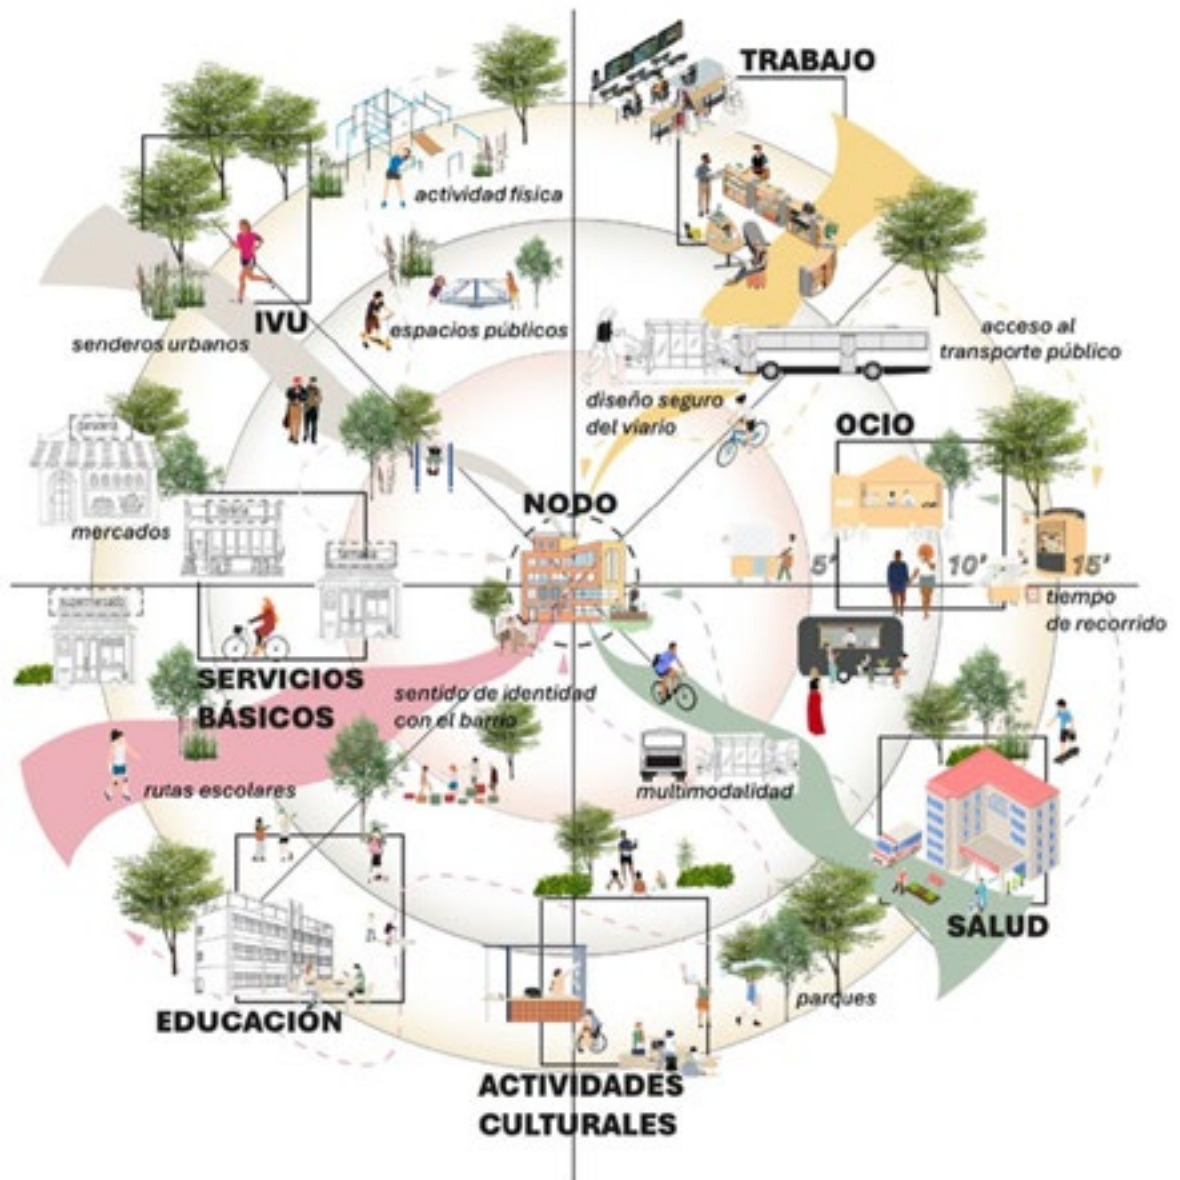 TRABAJO
actividad física
IVU
espacios públicos
senderos urbanos
acceso al
transporte público
diseño seguro
del viario
OCIO
NODO
mercados
5'
10'
15'
supermercado
tiempo
de recorrido
SERVICIOS
BÁSICOS
sentido de identidad
con el barrio
rutas escolares
multimodalidad
SALUD
parques
EDUCACIÓN
ACTIVIDADES
CULTURALES